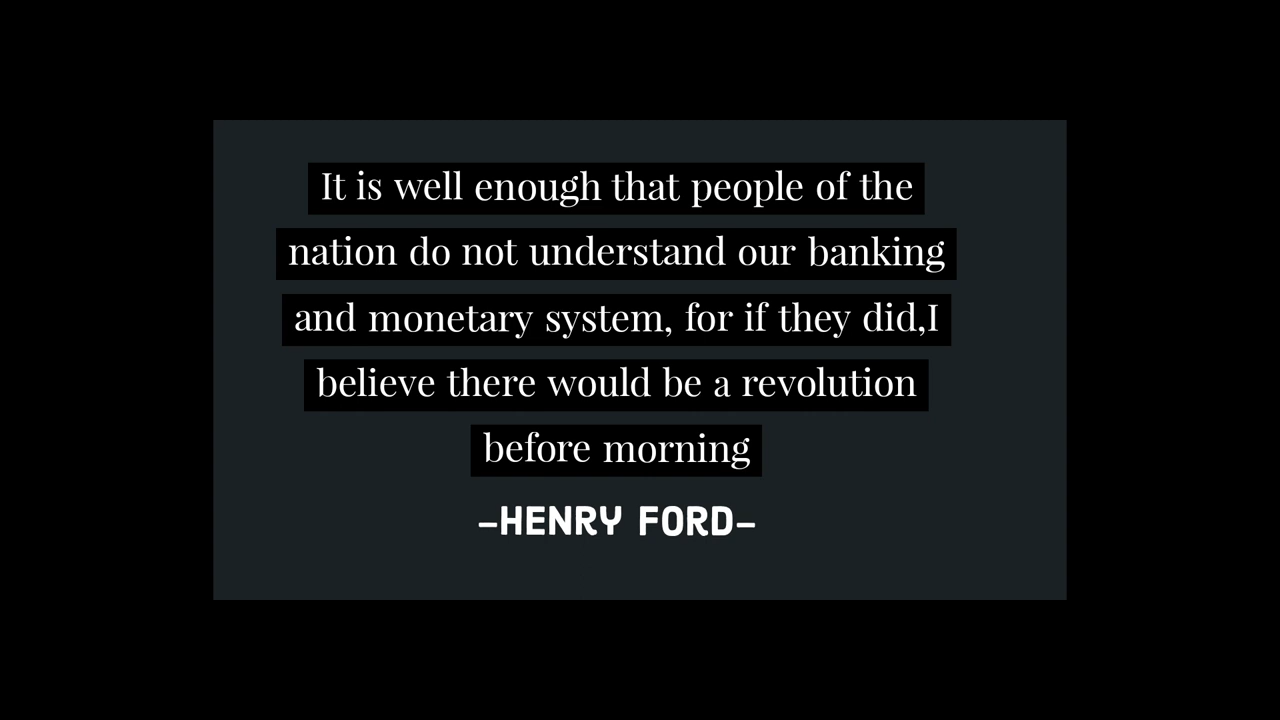 It is well enough that people of the
nation do not understand our banking
and monetary system, for if they did,I
believe there would be a revolution
before morning
-HENRY FORD-